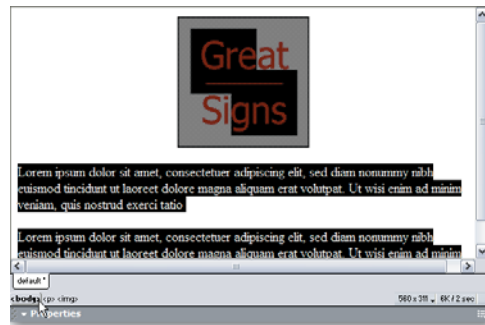 Great
Signs
Lorem ipsum dolor sit amet, consectetuer adipiscing elit, sed diam nonummy nibh
euismod tincidunt ut laoreet dolore magna aliquam erat volutpat. Ut wisi enim ad minim
veniam, quis nostrud exerci tatio
Lorem ipsum dolor sit amet, consectetuer adipiscing elit, sed diam nonummy nibh
euismod tincidunt ut laoreet dolore magna aliquam erat volutpat. Ut wisi enim ad minim
default*
<body> <p> <img> 560 x 311 6K / 2 sec
Properties